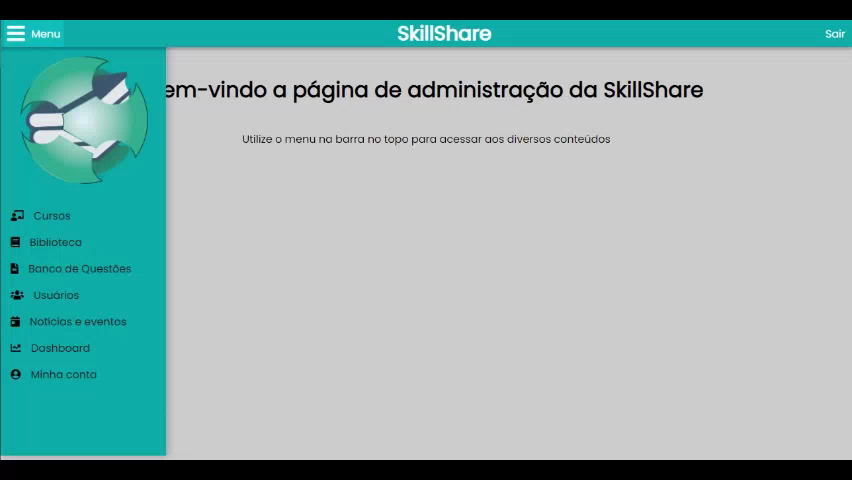 Menu
SkillShare
Sair
em-vindo a página de administração da SkillShare
Utilize o menu na barra no topo para acessar aos diversos conteúdos
Cursos
Biblioteca
Banco de Questões
Usuários
Notícias e eventos
Dashboard
Minha conta